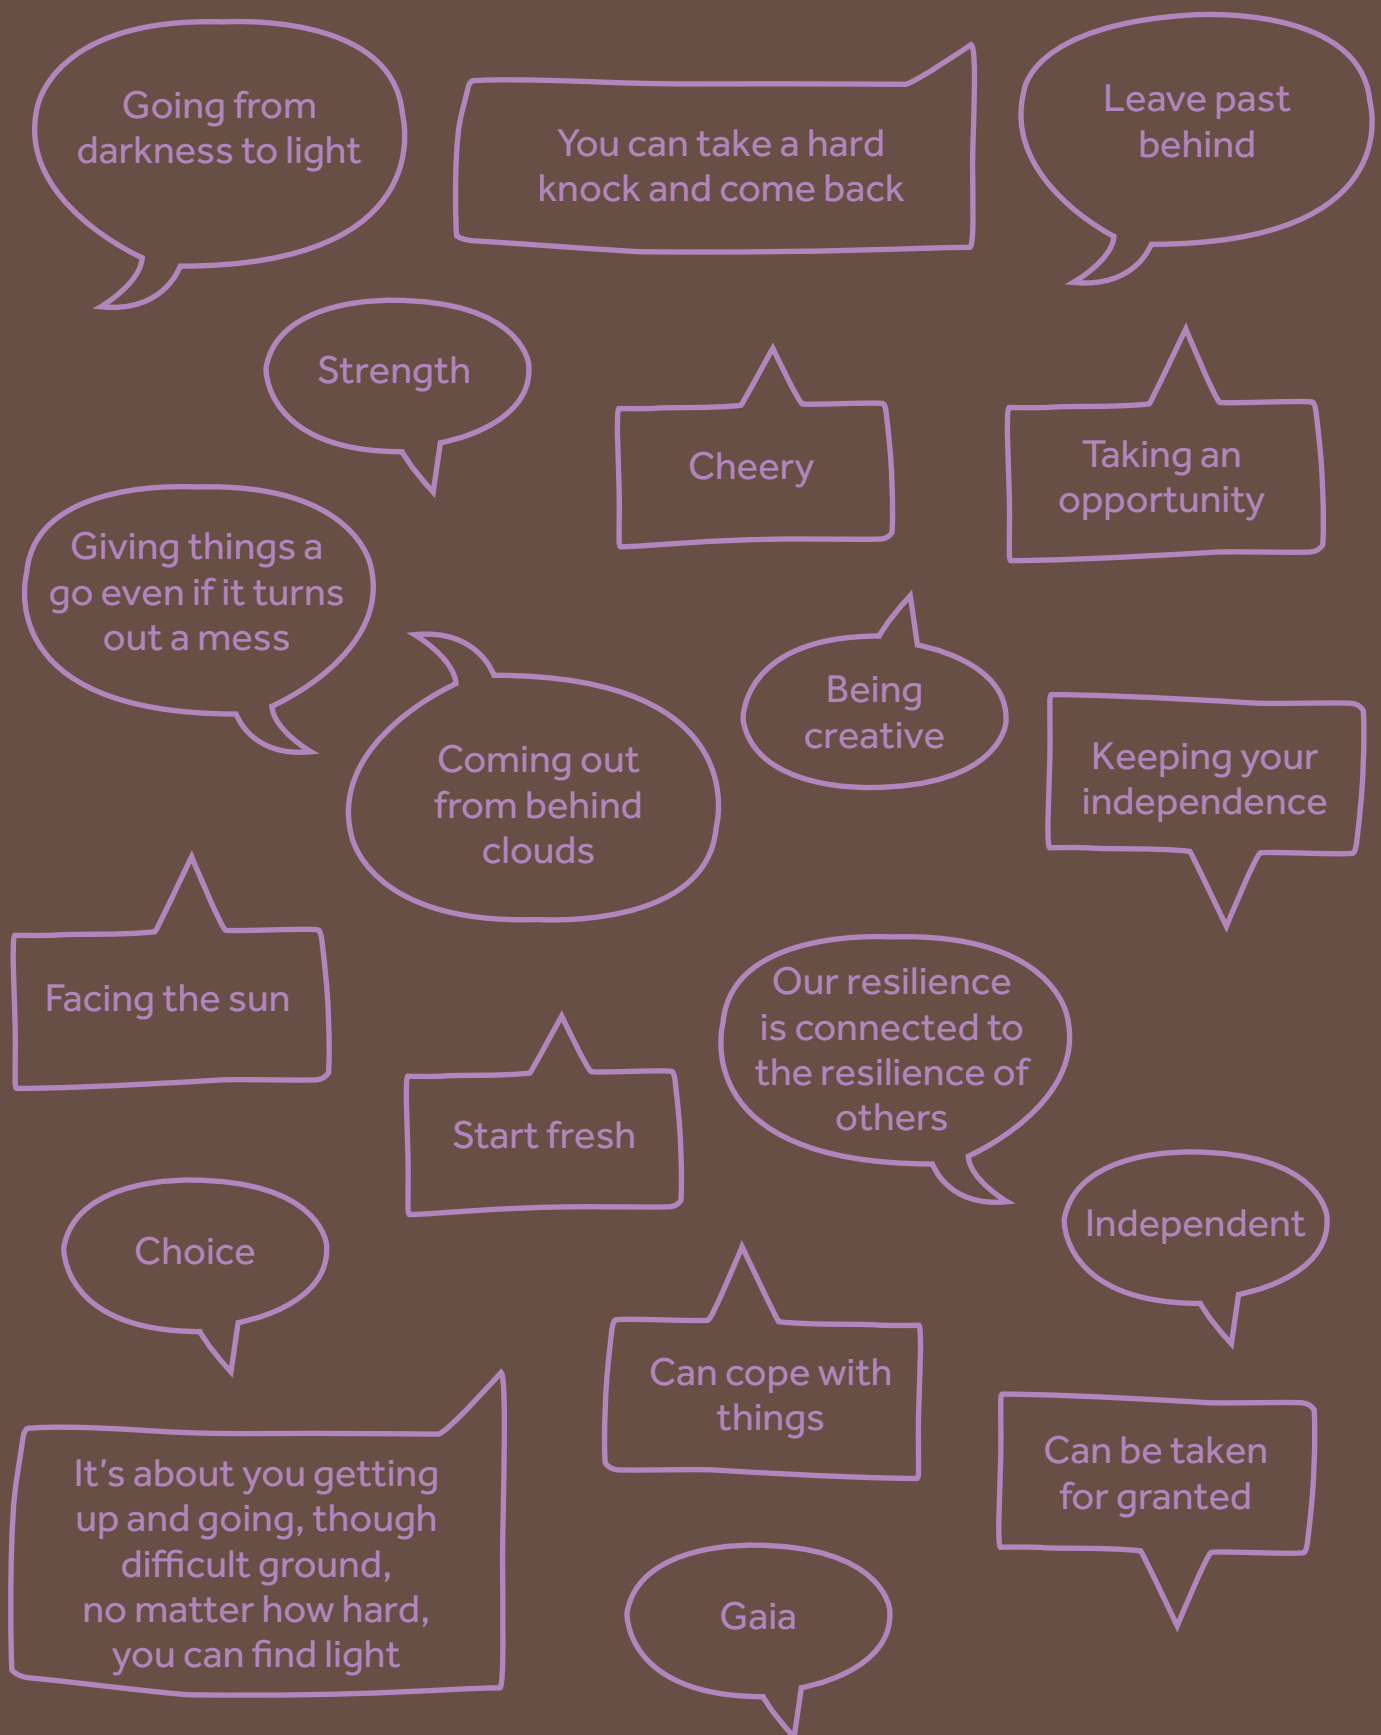 Going from
darkness to light
You can take a hard
knock and come back
Leave past
behind
Strength
Cheery
Taking an
opportunity
Giving things a
go even if it turns
out a mess
Coming out
from behind
clouds
Being
creative
Keeping your
independence
Facing the sun
Start fresh
Our resilience
is connected to
the resilience of
others
Choice
Independent
Can cope with
things
Can be taken
for granted
It's about you getting
up and going, though
difficult ground,
no matter how hard,
you can find light
Gaia